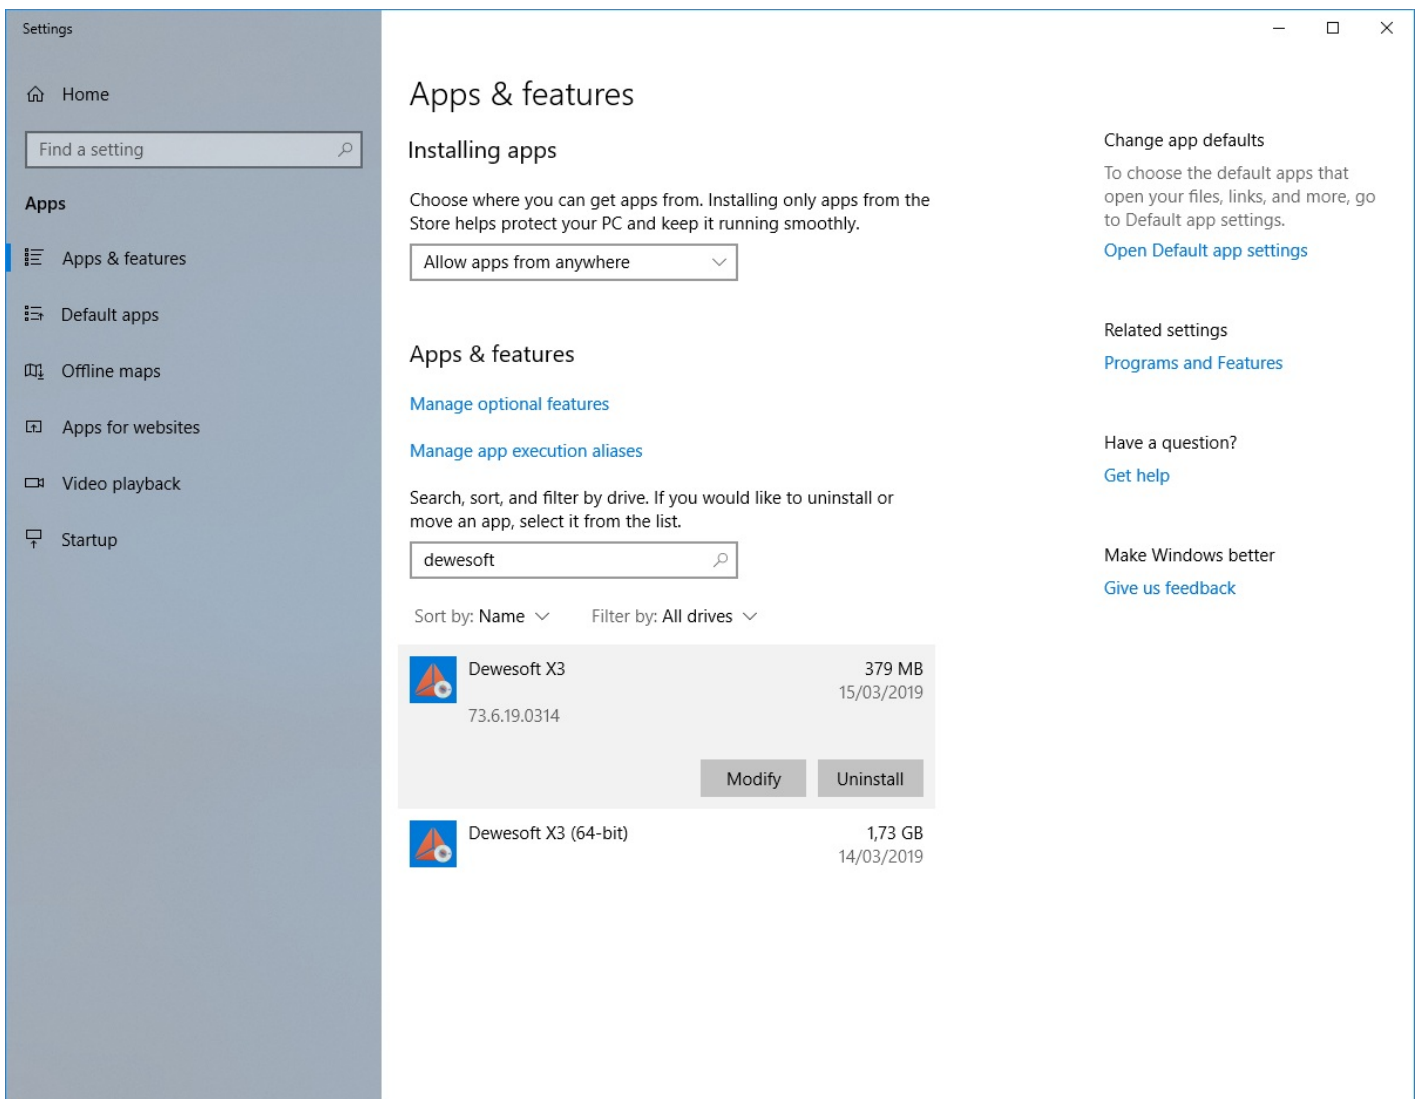 Settings
Home
Find a setting
Apps
Apps & features
Default apps
Offline maps
Apps for websites
Video playback
Startup
Apps & features
Installing apps
Choose where you can get apps from. Installing only apps from the
Store helps protect your PC and keep it running smoothly.
Allow apps from anywhere
Apps & features
Manage optional features
Manage app execution aliases
Search, sort, and filter by drive. If you would like to uninstall or
move an app, select it from the list.
dewesoft
Sort by: Name Filter by: All drives
Dewesoft X3 379 MB
15/03/2019
73.6.19.0314
Modify Uninstall
Dewesoft X3 (64-bit) 1,73 GB
14/03/2019
Change app defaults
To choose the default apps that
open your files, links, and more, go
to Default app settings.
Open Default app settings
Related settings
Programs and Features
Have a question?
Get help
Make Windows better
Give us feedback